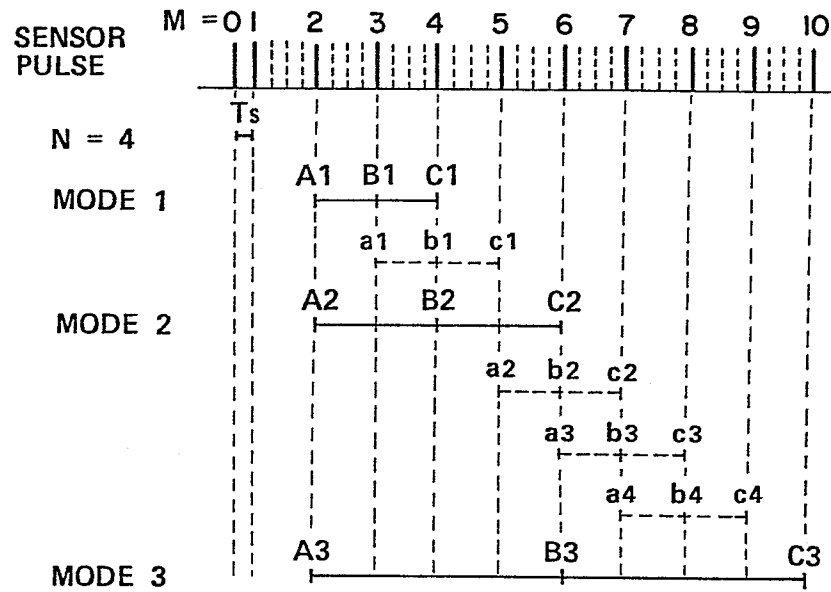 M = 0 1 2 3 4 5 6 7 8 9 10
SENSOR
PULSE
Ts
N = 4
A1 B1 C1
MODE 1
a1 b1 c1
A2 B2 C2
MODE 2
a2 b2 c2
a3 b3 c3
a4 b4 c4
A3 B3 C3
MODE 3